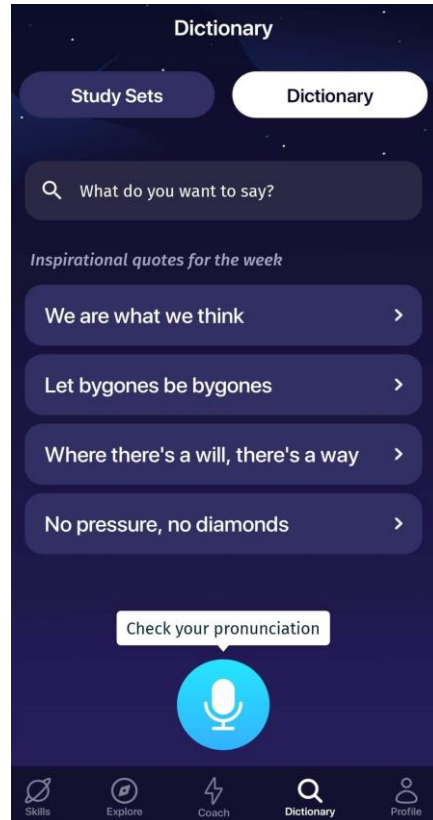 Dictionary
Study Sets
Dictionary
What do you want to say?
Inspirational quotes for the week
We are what we think
Let bygones be bygones
Where there's a will, there's a way
No pressure, no diamonds
Check your pronunciation
Skills
Explore
Coach
Dictionary
Profile